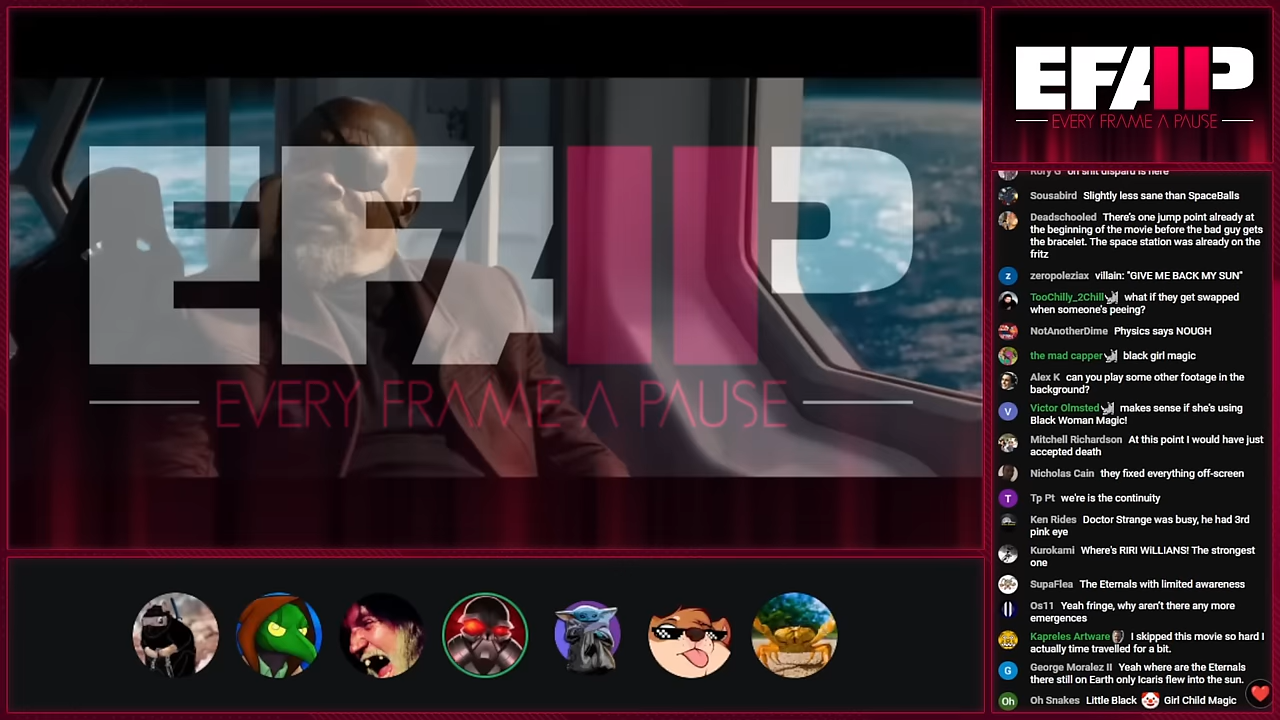 EFAP
EVERY FRAME A PAUSE
EFAP
EVERY FRAME A PAUSE
Rory G oh shit dispard is here
Sousabird Slightly less sane than SpaceBalls
Deadschooled There's one jump point already at
the beginning of the movie before the bad guy gets
the bracelet. The space station was already on the
fritz
z
zeropoleziax villain: "GIVE ME BACK MY SUN"
TooChilly_2Chill what if they get swapped
when someone's peeing?
NotAnotherDime Physics says NOUGH
the mad capper black girl magic
Alex K can you play some other footage in the
background?
V
Victor Olmsted makes sense if she's using
Black Woman Magic!
Mitchell Richardson At this point I would have just
accepted death
Nicholas Cain they fixed everything off-screen
T
Tp Pt we're is the continuity
Ken Rides Doctor Strange was busy, he had 3rd
pink eye
Kurokami Where's RIRI WiLLIANS! The strongest
one
SupaFlea The Eternals with limited awareness
Os11 Yeah fringe, why aren't there any more
emergences
Kapreles Artware I skipped this movie so hard I
actually time travelled for a bit.
G
George Moralez II Yeah where are the Eternals
there still on Earth only Icaris flew into the sun.
Oh
Oh Snakes Little Black 🤡 Girl Child Magic